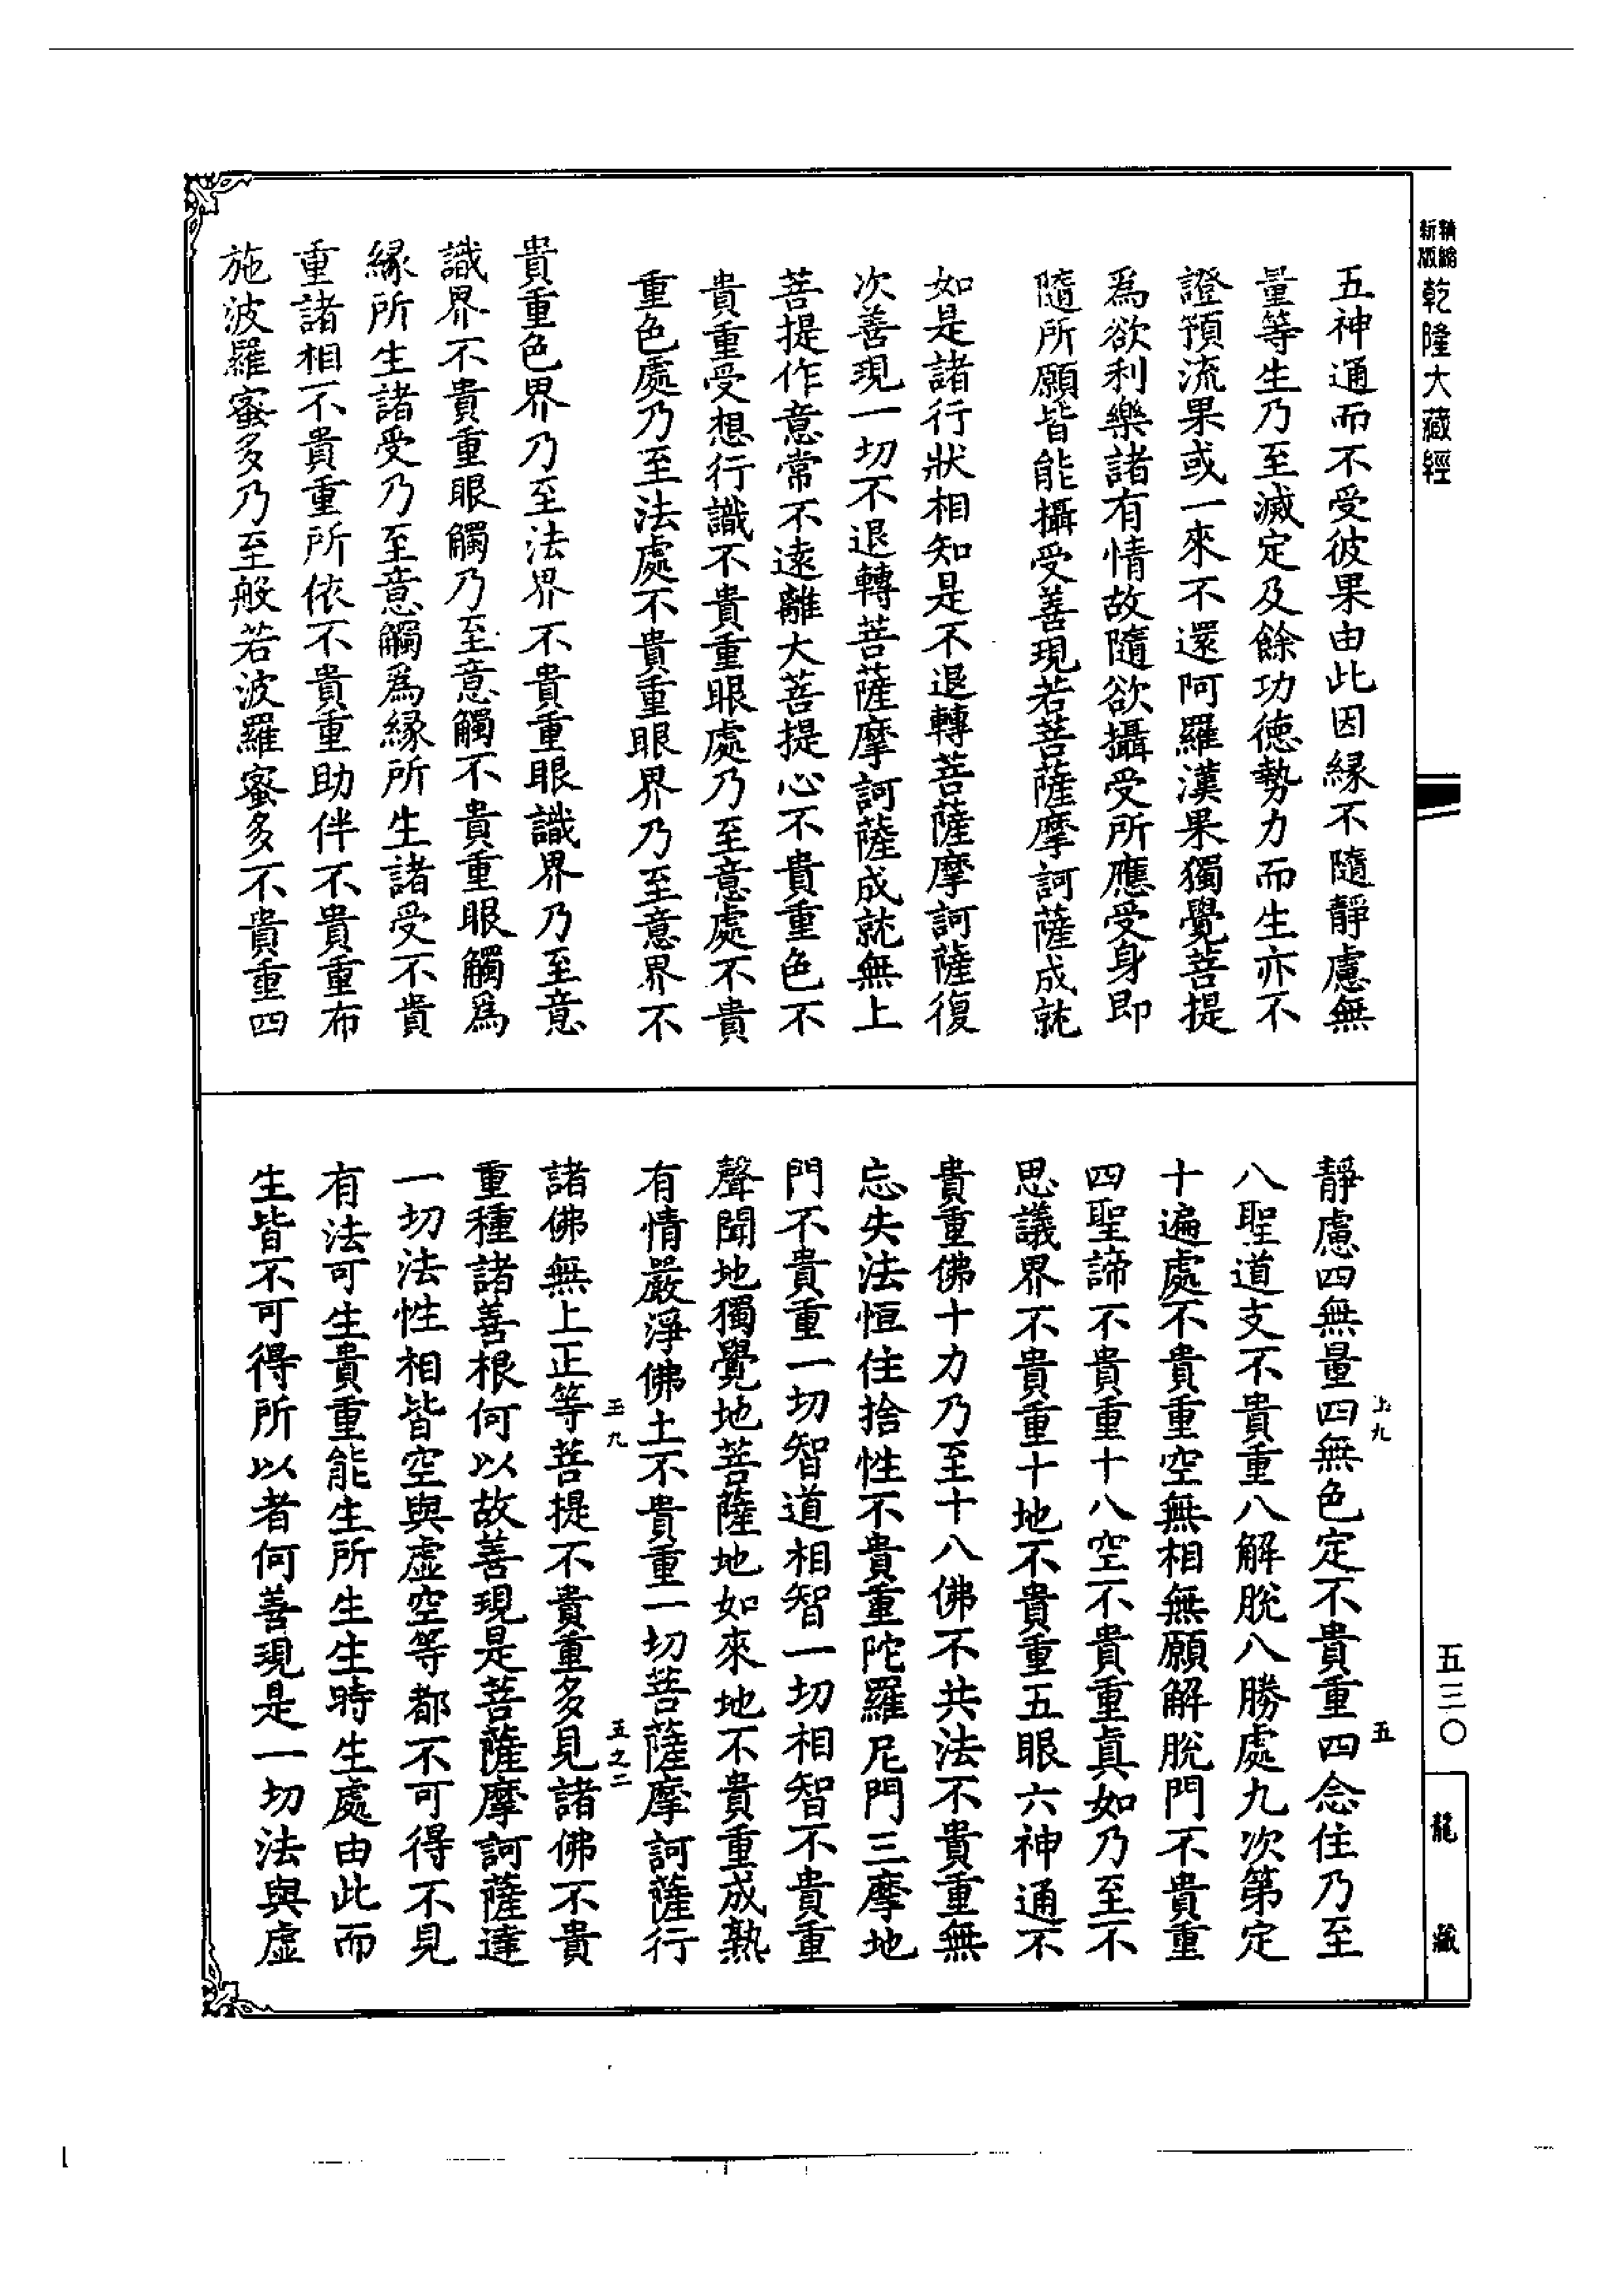 精縮
新版
乾隆大藏經
五神通而不受彼果由此因緣不隨靜慮無
量等生乃至滅定及餘功德勢力而生亦不
證預流果或一來不還阿羅漢果獨覺菩提
爲欲利樂諸有情故隨欲攝受所應受身即
隨所願皆能攝受善現若菩薩摩訶薩成就
如是諸行狀相知是不退轉菩薩摩訶薩復
次善現一切不退轉菩薩摩訶薩成就無上
菩提作意常不遠離大菩提心不貴重色不
貴重受想行識不貴重眼處乃至意處不貴
重色處乃至法處不貴重眼界乃至意界不
貴重色界乃至法界不貴重眼識界乃至意
識界不貴重眼觸乃至意觸不貴重眼觸爲
緣所生諸受乃至意觸爲緣所生諸受不貴
重諸相不貴重所依不貴重助伴不貴重布
施波羅蜜多乃至般若波羅蜜多不貴重四
靜慮四無量四無色定不貴重四念住乃至
八聖道支不貴重八解脫八勝處九次第定
十遍處不貴重空無相無願解脫門不貴重
四聖諦不貴重十八空不貴重真如乃至不
思議界不貴重十地不貴重五眼六神通不
貴重佛十力乃至十八佛不共法不貴重無
忘失法恒住捨性不貴重陀羅尼門三摩地
門不貴重一切智道相智一切相智不貴重
聲聞地獨覺地菩薩地如來地不貴重成熟
有情嚴淨佛土不貴重一切菩薩摩訶薩行
諸佛無上正等菩提不貴重多見諸佛不貴
重種諸善根何以故善現是菩薩摩訶薩達
一切法性相皆空與虛空等都不可得不見
有法可生貴重能生所生生時生處由此而
生皆不可得所以者何善現是一切法與虛
五
五之二
五三〇
龍藏